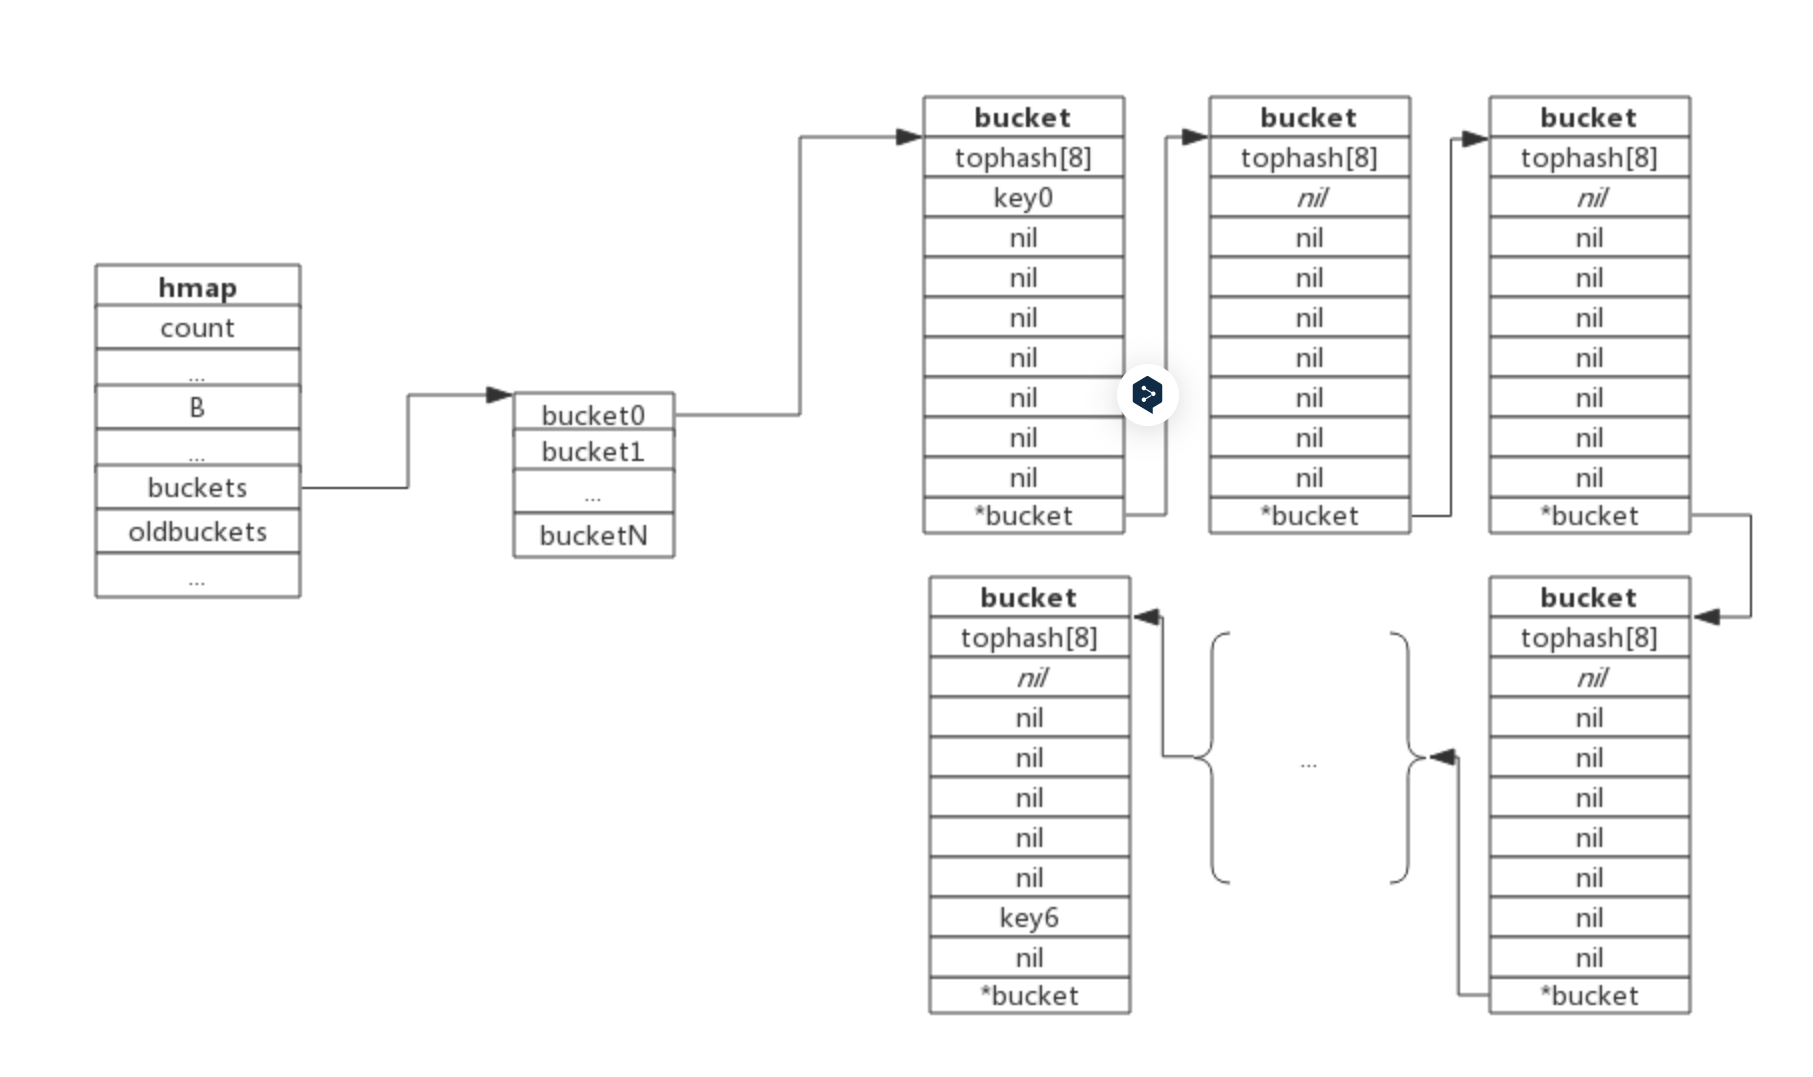 hmap
count
...
B
...
buckets
oldbuckets
...
bucket0
bucket1
...
bucketN
bucket
tophash[8]
key0
nil
nil
nil
nil
nil
nil
nil
*bucket
bucket
tophash[8]
nil
nil
nil
nil
nil
nil
nil
nil
*bucket
bucket
tophash[8]
nil
nil
nil
nil
nil
nil
nil
nil
*bucket
bucket
tophash[8]
nil
nil
nil
nil
nil
nil
key6
nil
*bucket
...
bucket
tophash[8]
nil
nil
nil
nil
nil
nil
nil
nil
*bucket